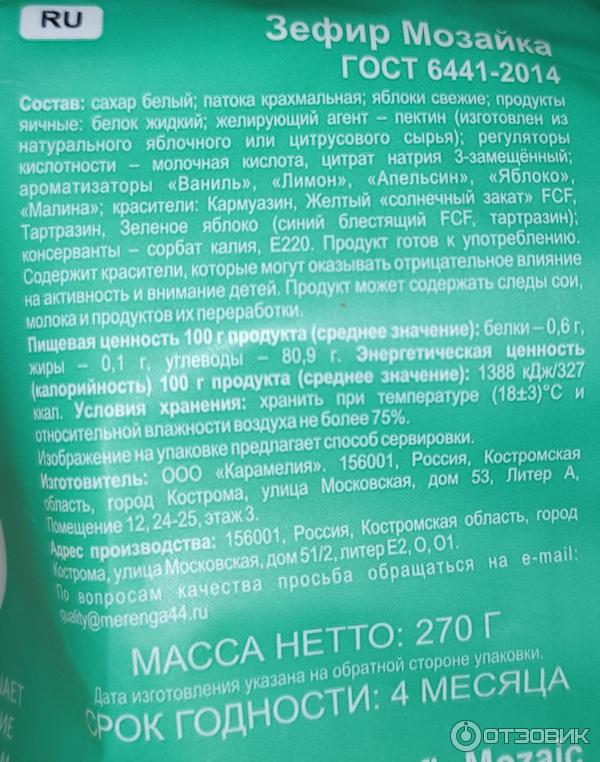 RU
Зефир Мозайка
ГОСТ 6441-2014
Состав: сахар белый; патока крахмальная; яблоки свежие; продукты
яичные: белок жидкий; желирующий агент – пектин (изготовлен из
натурального яблочного или цитрусового сырья); регуляторы
кислотности – молочная кислота, цитрат натрия 3-замещённый;
ароматизаторы «Ваниль», «Лимон», «Апельсин», «Яблоко»,
«Малина»; красители: Кармуазин, Желтый «солнечный закат» FCF,
Тартразин, Зеленое яблоко (синий блестящий FCF, тартразин);
консерванты – сорбат калия, Е220. Продукт готов к употреблению.
Содержит красители, которые могут оказывать отрицательное влияние
на активность и внимание детей. Продукт может содержать следы сои,
молока и продуктов их переработки.
Пищевая ценность 100 г продукта (среднее значение): белки – 0,6 г,
жиры – 0,1 г, углеводы – 80,9 г. Энергетическая ценность
(калорийность) 100 г продукта (среднее значение): 1388 кДж/327
ккал. Условия хранения: хранить при температуре (18±3)°С и
относительной влажности воздуха не более 75%.
Изображение на упаковке предлагает способ сервировки.
Изготовитель: ООО «Карамелия». 156001, Россия, Костромская
область, город Кострома, улица Московская, дом 53, Литер А,
Помещение 12, 24-25, этаж 3.
Адрес производства: 156001, Россия, Костромская область, город
Кострома, улица Московская, дом 51/2, литер Е2, О, О1.
По вопросам качества просьба обращаться на e-mail:
quality@merenga44.ru
МАССА НЕТТО: 270 Г
Дата изготовления указана на обратной стороне упаковки.
СРОК ГОДНОСТИ: 4 МЕСЯЦА
ОТЗОВИК
Mozaic